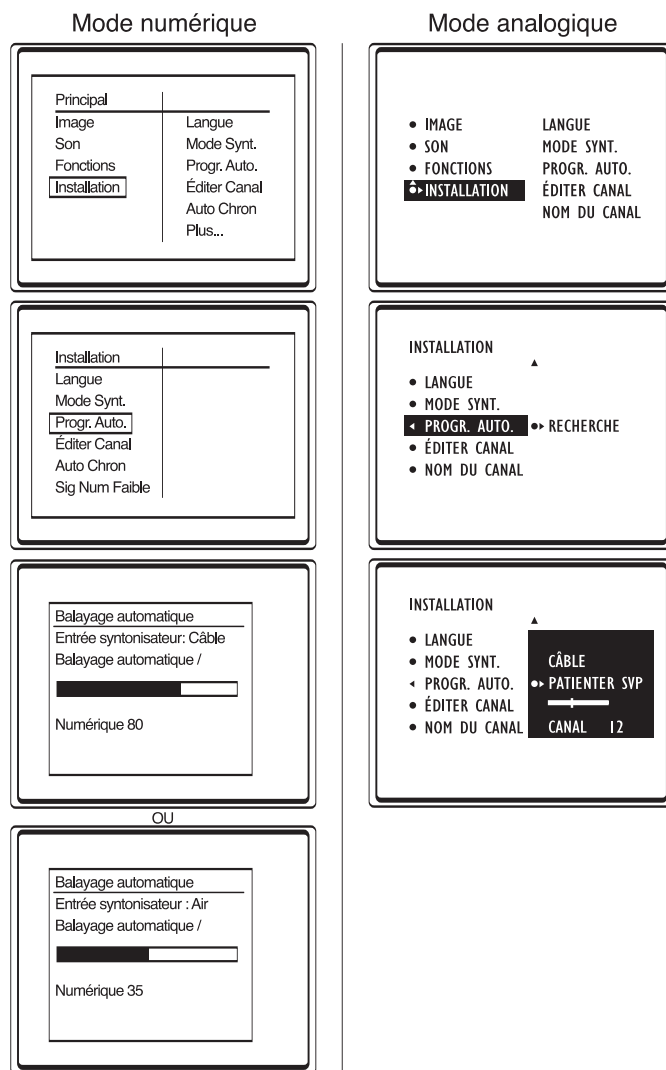 Mode numérique
Principal
Image
Son
Fonctions
Installation
Langue
Mode Synt.
Progr. Auto.
Éditer Canal
Auto Chron
Plus...
Installation
Langue
Mode Synt.
Progr. Auto.
Éditer Canal
Auto Chron
Sig Num Faible
Balayage automatique
Entrée syntonisateur: Câble
Balayage automatique /
Numérique 80
OU
Balayage automatique
Entrée syntonisateur : Air
Balayage automatique /
Numérique 35
Mode analogique
• IMAGE
• SON
• FONCTIONS
INSTALLATION
LANGUE
MODE SYNT.
PROGR. AUTO.
ÉDITER CANAL
NOM DU CANAL
INSTALLATION
• LANGUE
• MODE SYNT.
PROGR. AUTO. RECHERCHE
• ÉDITER CANAL
• NOM DU CANAL
INSTALLATION
• LANGUE
• MODE SYNT.
PROGR. AUTO.
• ÉDITER CANAL
• NOM DU CANAL
CÂBLE
PATIENTER SVP
CANAL 12